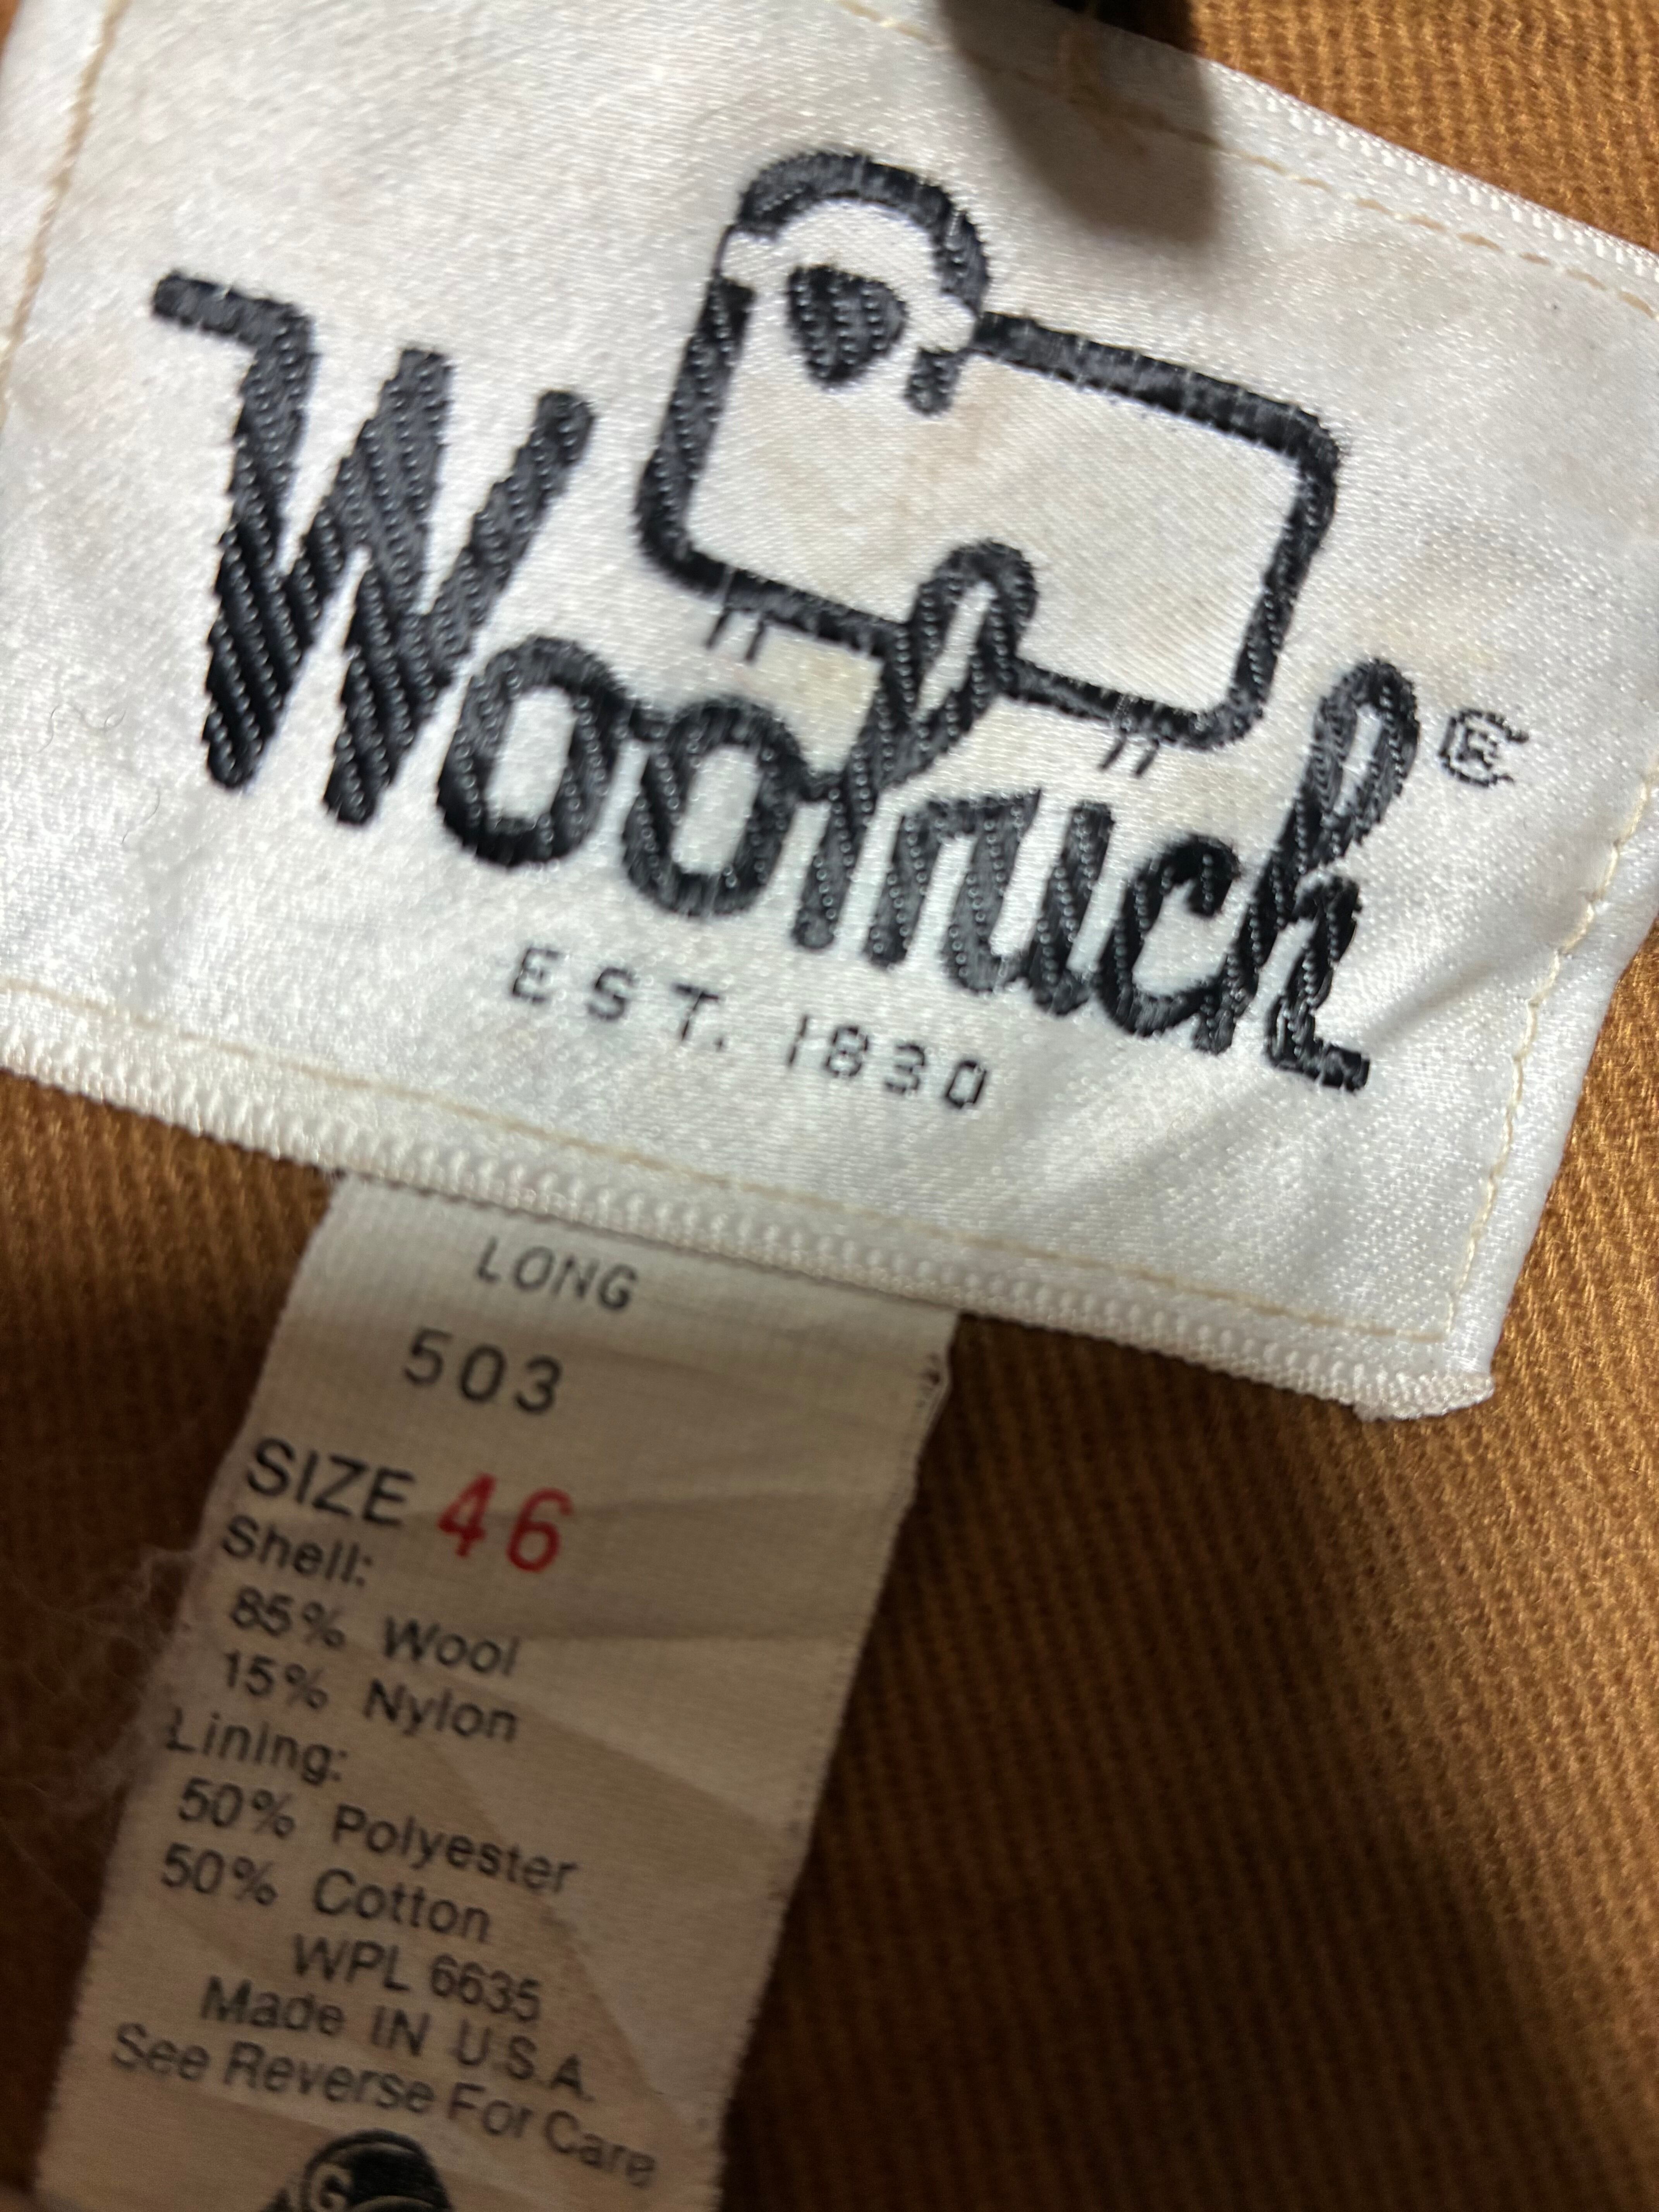 Woolrich®
EST. 1830
LONG
503
SIZE 46
Shell:
85% Wool
15% Nylon
Lining:
50% Polyester
50% Cotton
WPL 6635
Made IN U.S.A.
See Reverse For Care
G